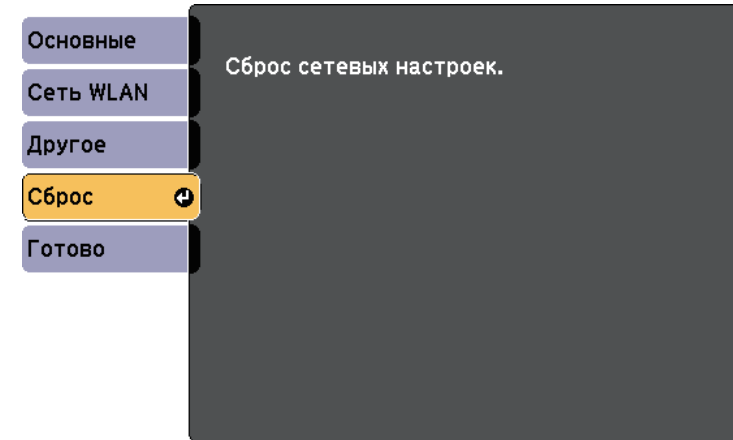 Основные
Сеть WLAN
Другое
Сброс
Готово
Сброс сетевых настроек.